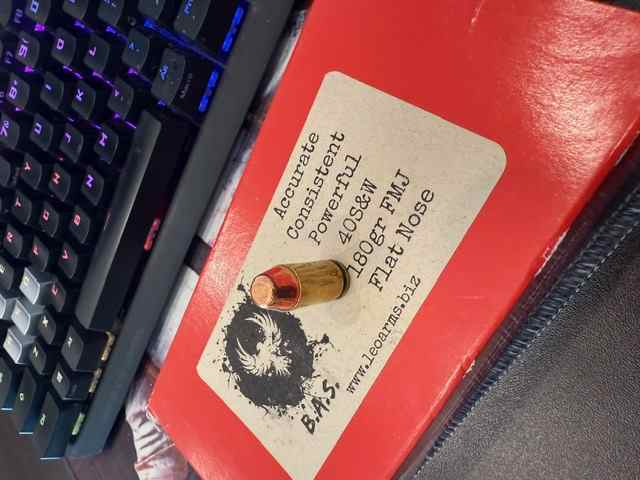 Accurate
Consistent
Powerful
40S&W
180gr FMJ
Flat Nose
www.leoarms.biz
B.A.S.